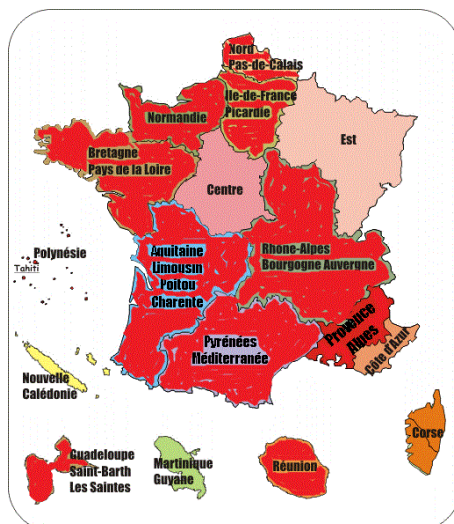 Nord
Pas-de-Calais
Ile-de-France
Picardie
Normandie
Est
Bretagne
Pays de la Loire
Centre
Polynésie
Tahiti
Aquitaine
Limousin
Poitou
Charente
Rhone-Alpes
Bourgogne Auvergne
Provence
Alpes
Côte d'Azur
Pyrénées
Méditerranée
Nouvelle
Calédonie
Guadeloupe
Saint-Barth
Les Saintes
Martinique
Guyane
Réunion
Corse